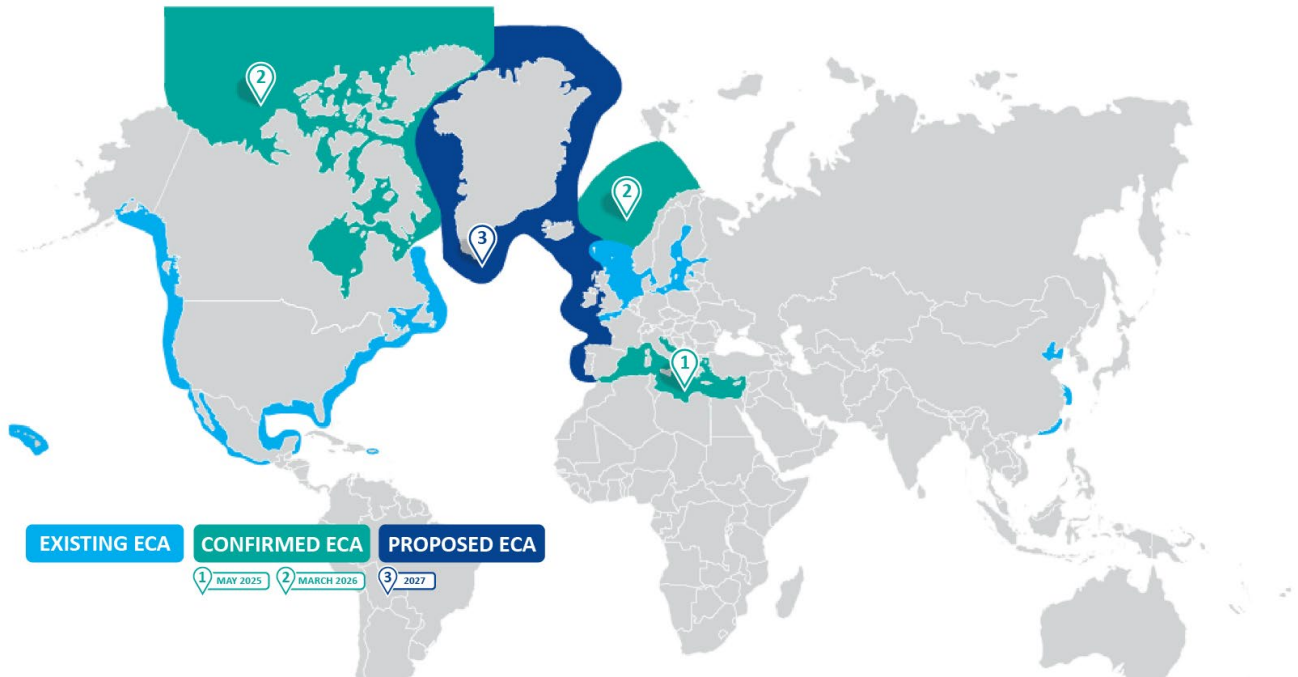 2
2
3
1
EXISTING ECA
CONFIRMED ECA
PROPOSED ECA
1 MAY 2025
2 MARCH 2026
3 2027